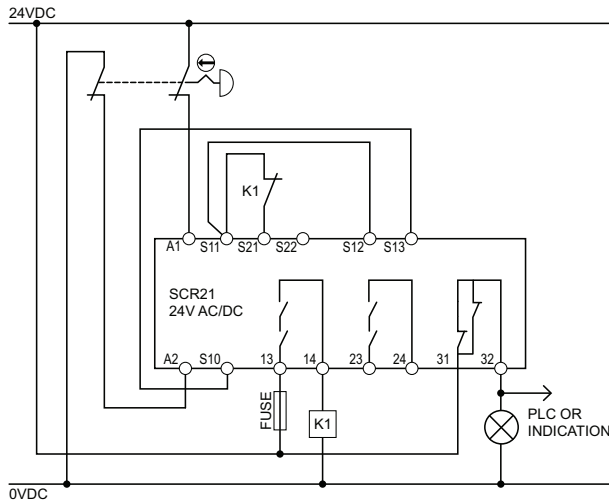 24VDC
K1
A1
S11
S21
S22
S12
S13
SCR21
24V AC/DC
A2
S10
13
14
23
24
31
32
FUSE
K1
PLC OR
INDICATION
0VDC